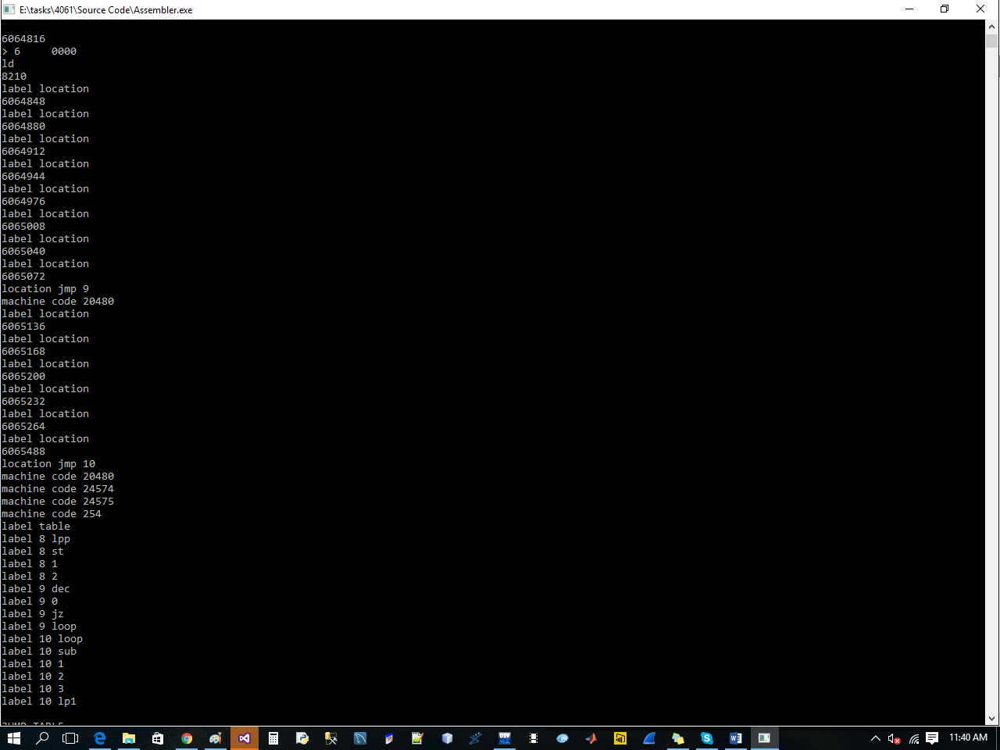 E:\tasks\4061\Source Code\Assembler.exe
6064816
> 6     0000
ld
8210
label location
6064848
label location
6064880
label location
6064912
label location
6064944
label location
6064976
label location
6065008
label location
6065040
label location
6065072
location jmp 9
machine code 20480
label location
6065136
label location
6065168
label location
6065200
label location
6065232
label location
6065264
label location
6065488
location jmp 10
machine code 20480
machine code 24574
machine code 24575
machine code 254
label table
label 8 lpp
label 8 st
label 8 1
label 8 2
label 9 dec
label 9 0
label 9 jz
label 9 loop
label 10 loop
label 10 sub
label 10 1
label 10 2
label 10 3
label 10 lp1
JUMP TABLE
11:40 AM